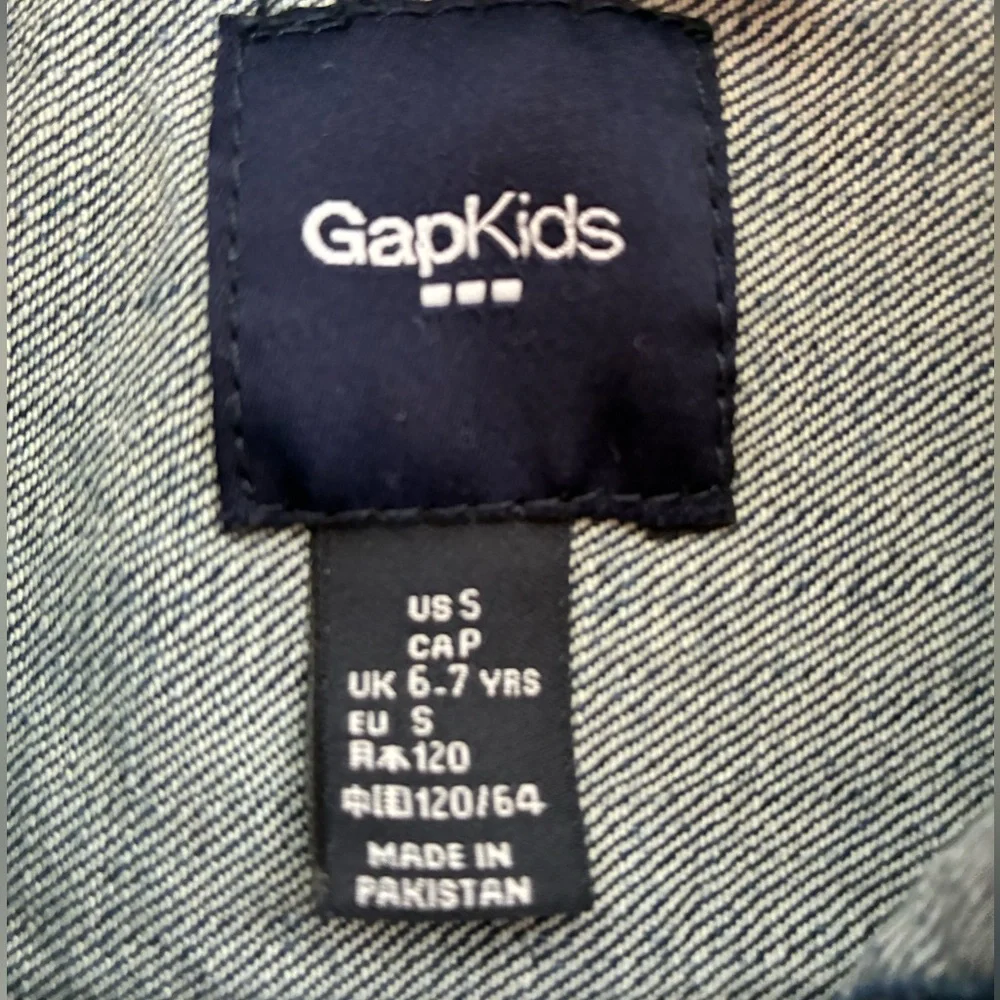 GapKids
US S
CA P
UK 6-7 YRS
EU S
日本120
中国120/64
MADE IN
PAKISTAN